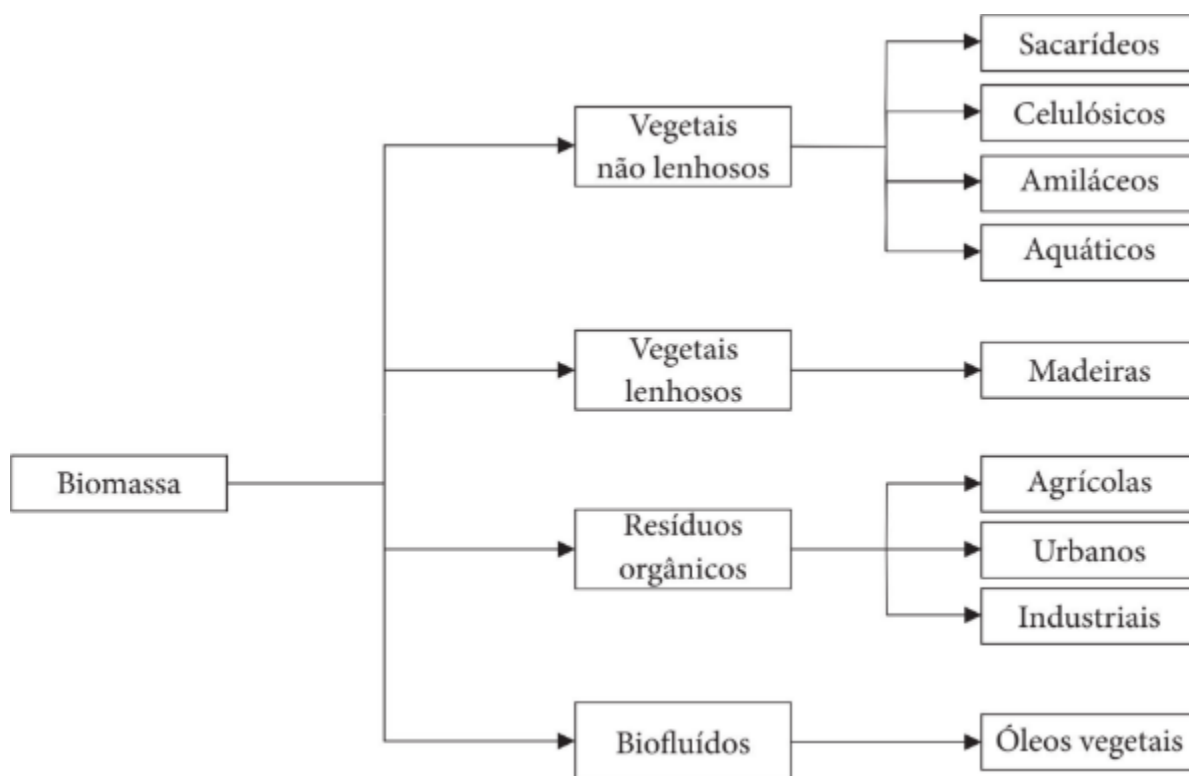 Biomassa
Vegetais
não lenhosos
Sacarídeos
Celulósicos
Amiláceos
Aquáticos
Vegetais
lenhosos
Madeiras
Resíduos
orgânicos
Agrícolas
Urbanos
Industriais
Biofluídos
Óleos vegetais